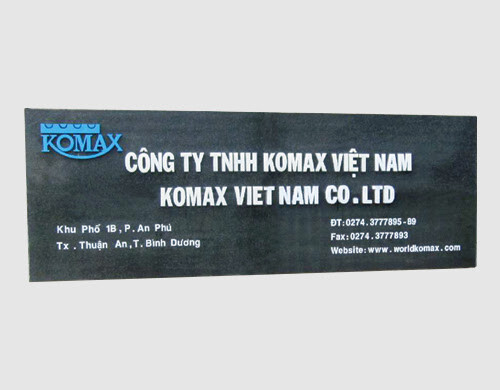 KOMAX
CÔNG TY TNHH KOMAX VIỆT NAM
KOMAX VIET NAM CO.LTD
Khu Phố 1B, P. An Phú
Tx . Thuận An,T. Bình Dương
ĐT:0274.3777895-89
Fax:0274.3777893
Website: www.worldkomax.com